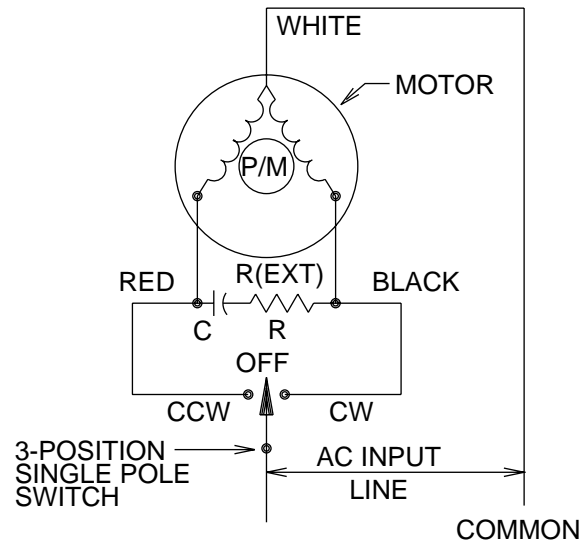 WHITE
MOTOR
P/M
RED
R(EXT)
BLACK
C
R
OFF
CCW
CW
3-POSITION
SINGLE POLE
SWITCH
AC INPUT
LINE
COMMON